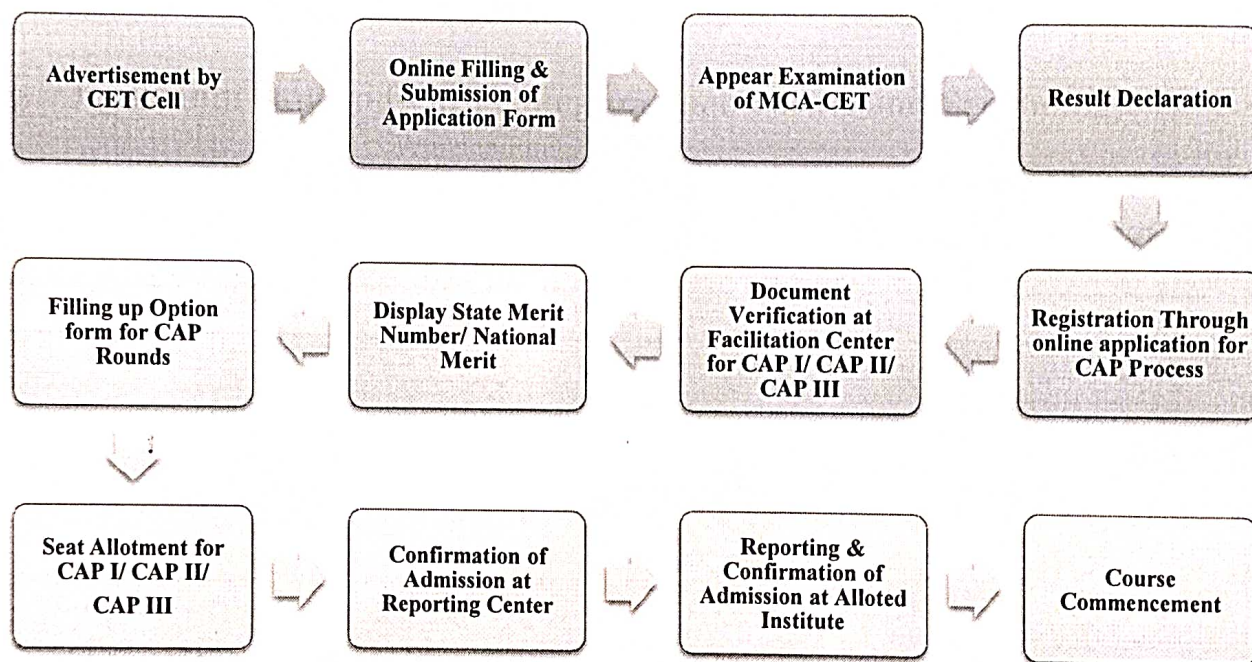 Advertisement by
CET Cell
Online Filling &
Submission of
Application Form
Appear Examination
of MCA-CET
Result Declaration
Registration Through
online application for
CAP Process
Document
Verification at
Facilitation Center
for CAP I/ CAP II/
CAP III
Display State Merit
Number/ National
Merit
Filling up Option
form for CAP
Rounds
Seat Allotment for
CAP I/ CAP II/
CAP III
Confirmation of
Admission at
Reporting Center
Reporting &
Confirmation of
Admission at Alloted
Institute
Course
Commencement